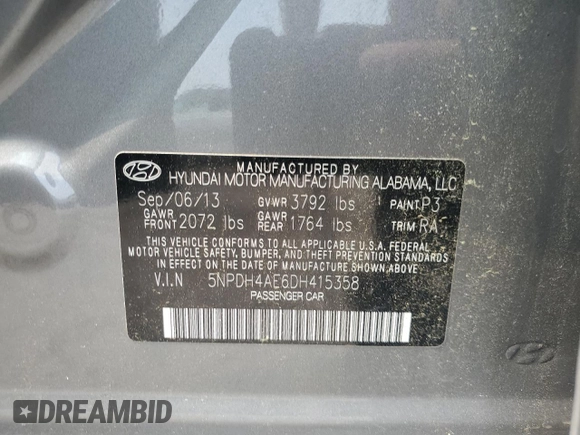 MANUFACTURED BY
HYUNDAI MOTOR MANUFACTURING ALABAMA, LLC
Sep/06/13 GVWR 3792 lbs PAINT P3
GAWR FRONT 2072 lbs GAWR REAR 1764 lbs TRIM RA
THIS VEHICLE CONFORMS TO ALL APPLICABLE U.S.A. FEDERAL
MOTOR VEHICLE SAFETY, BUMPER, AND THEFT PREVENTION STANDARDS
IN EFFECT ON THE DATE OF MANUFACTURE SHOWN ABOVE.
V.I.N 5NPDH4AE6DH415358
PASSENGER CAR
DREAMBID